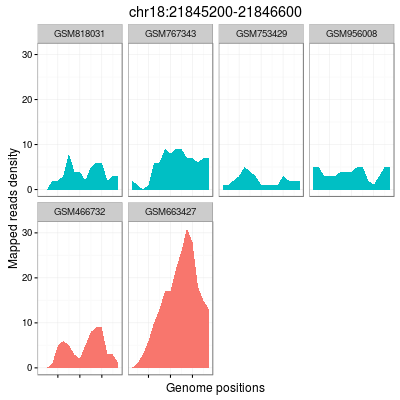 chr18:21845200-21846600
GSM818031 GSM767343 GSM753429 GSM956008
30
20
10
0
Mapped reads density
GSM466732 GSM663427
30
20
10
0
Genome positions